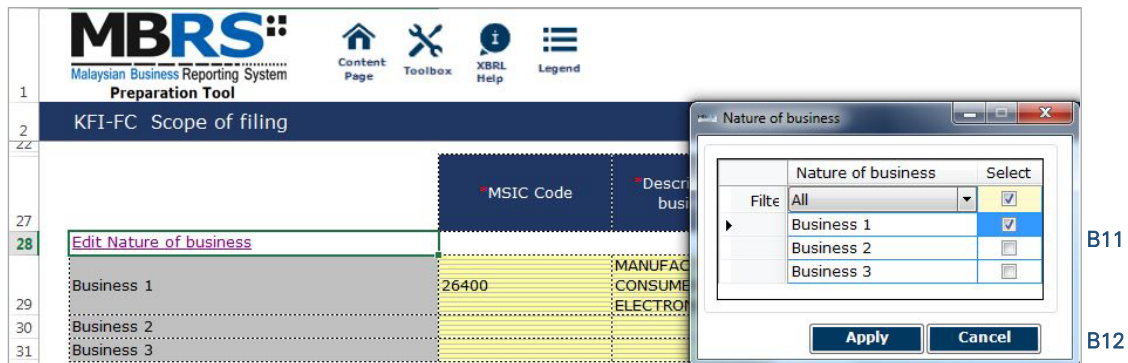 MBRS
Malaysian Business Reporting System
Preparation Tool
Content Page
Toolbox
XBRL Help
Legend
1
2
KFI-FC Scope of filing
22
27
*MSIC Code
*Descri
busi
28
Edit Nature of business
29
Business 1
26400
MANUFAC
CONSUME
ELECTRON
30
Business 2
31
Business 3
Nature of business
Nature of business Select
Filte All
Business 1
Business 2
Business 3
Apply Cancel
B11
B12